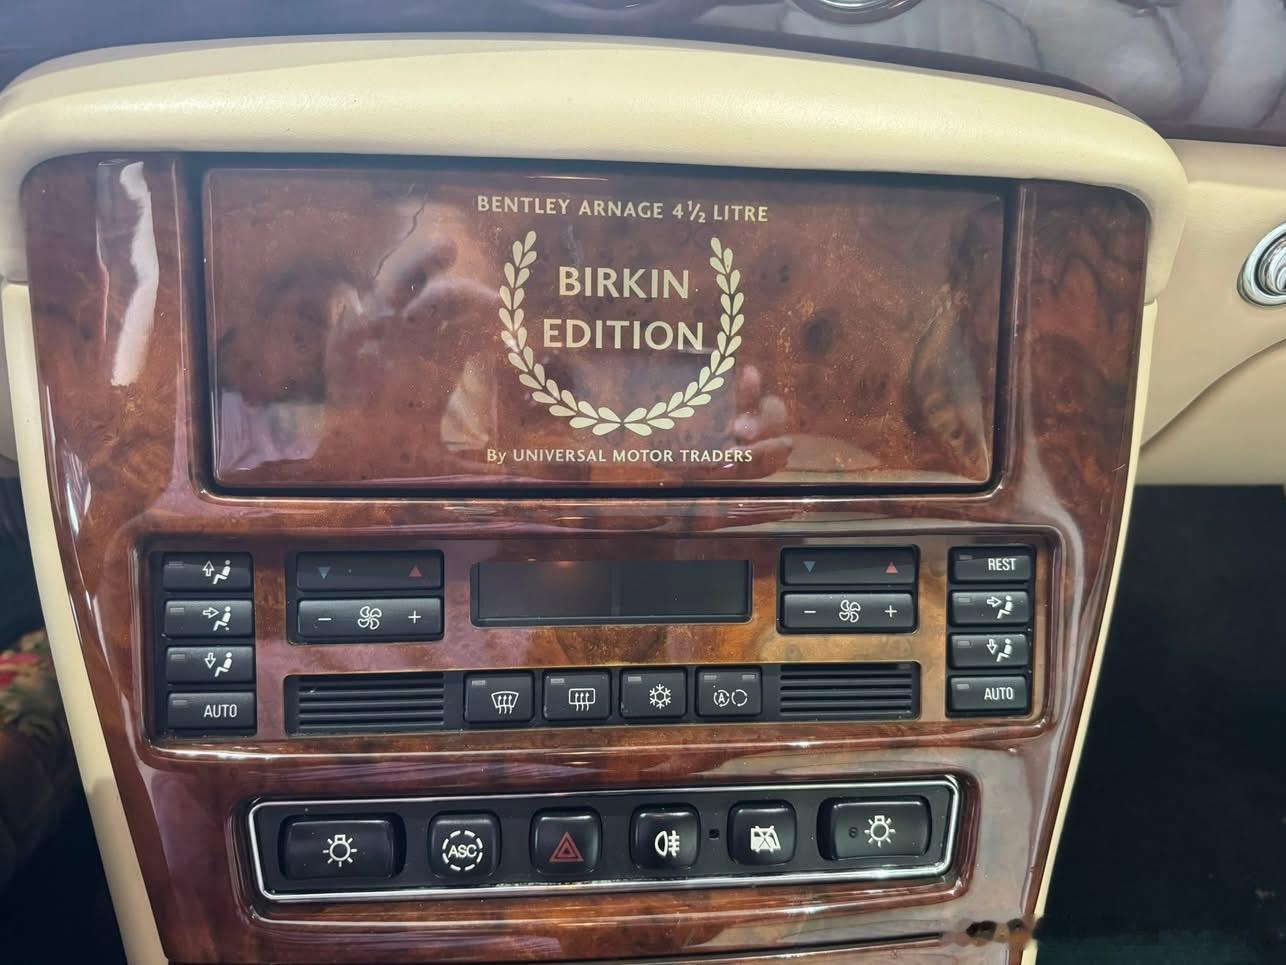 BENTLEY ARNAGE 4½ LITRE
BIRKIN
EDITION
By UNIVERSAL MOTOR TRADERS
REST
AUTO
AUTO
A
ASC